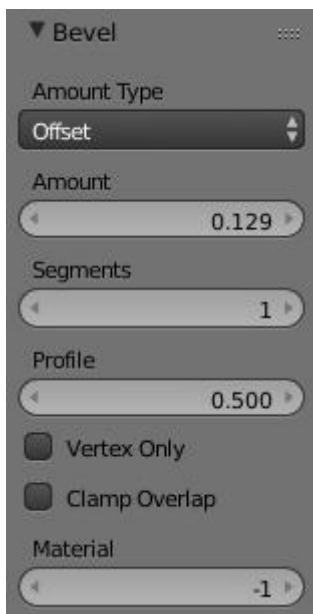 Bevel
Amount Type
Offset
Amount
0.129
Segments
1
Profile
0.500
Vertex Only
Clamp Overlap
Material
-1